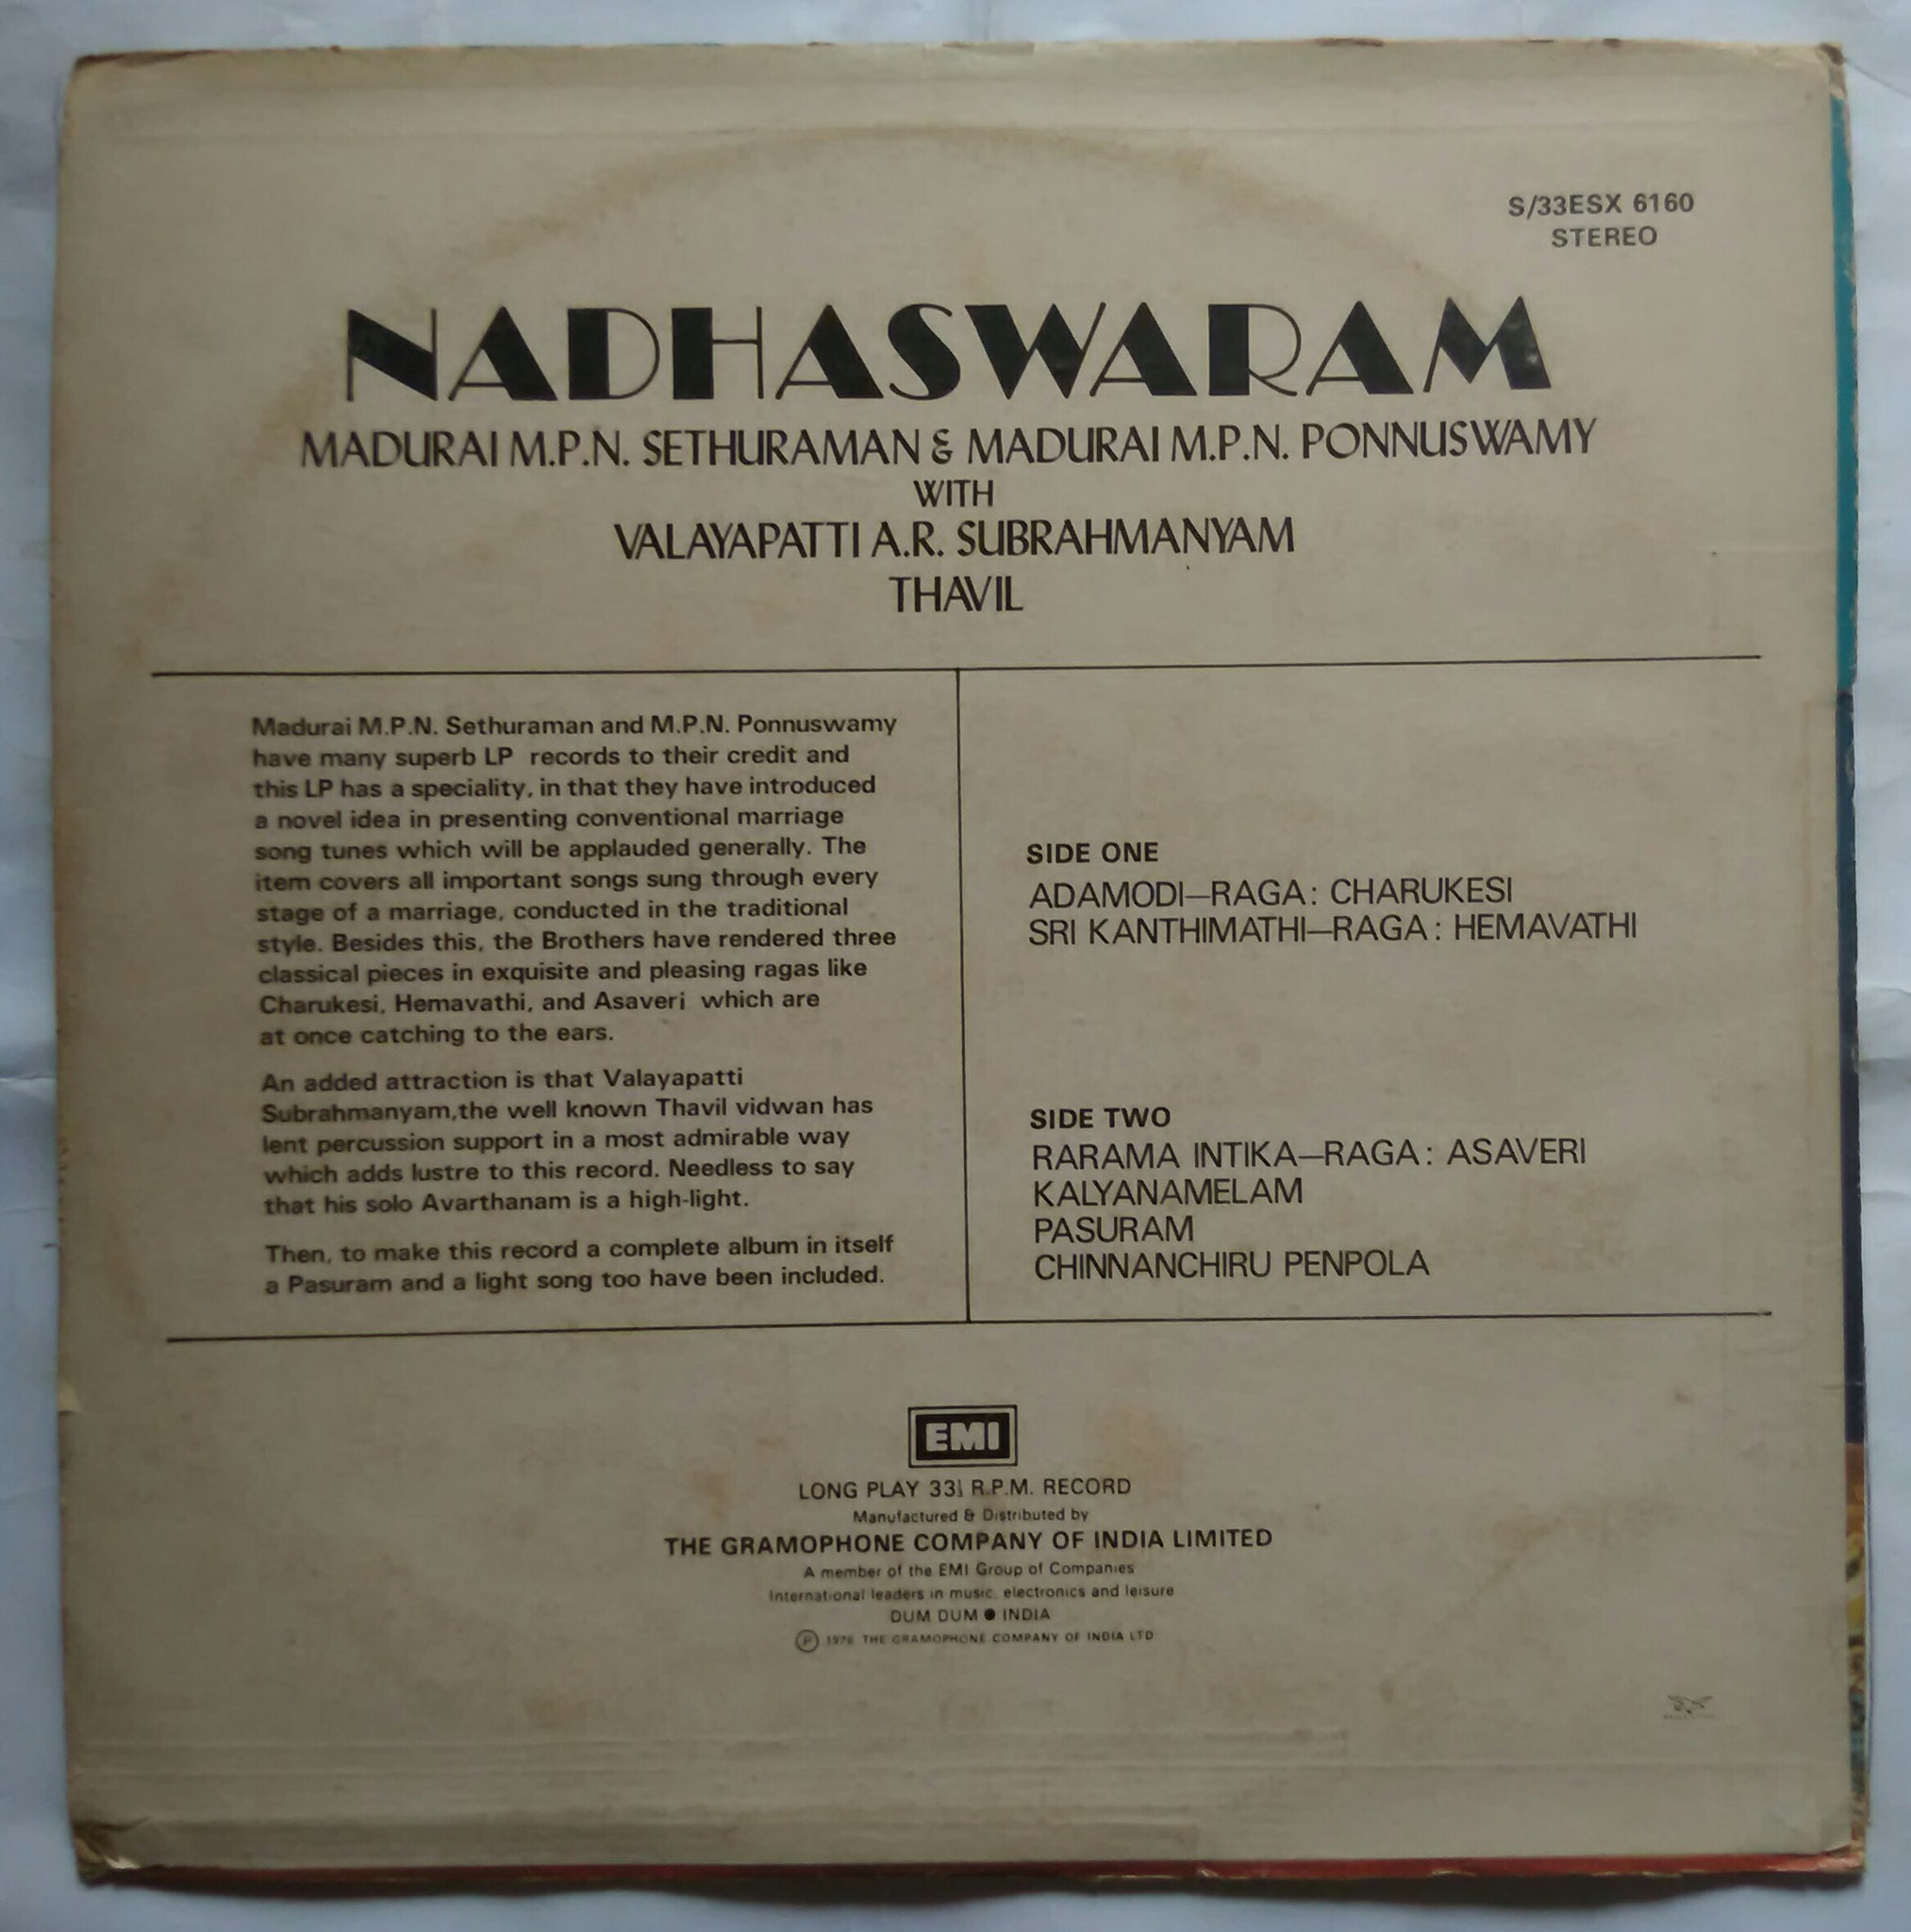 S/33ESX 6160
STEREO
NADHASWARAM
MADURAI M.P.N. SETHURAMAN & MADURAI M.P.N. PONNUSWAMY
WITH
VALAYAPATTI A.R. SUBRAHMANYAM
THAVIL
Madurai M.P.N. Sethuraman and M.P.N. Ponnuswamy
have many superb LP records to their credit and
this LP has a speciality, in that they have introduced
a novel idea in presenting conventional marriage
song tunes which will be applauded generally. The
item covers all important songs sung through every
stage of a marriage, conducted in the traditional
style. Besides this, the Brothers have rendered three
classical pieces in exquisite and pleasing ragas like
Charukesi, Hemavathi, and Asaveri which are
at once catching to the ears.
An added attraction is that Valayapatti
Subrahmanyam,the well known Thavil vidwan has
lent percussion support in a most admirable way
which adds lustre to this record. Needless to say
that his solo Avarthanam is a high-light.
Then, to make this record a complete album in itself
a Pasuram and a light song too have been included.
SIDE ONE
ADAMODI—RAGA: CHARUKESI
SRI KANTHIMATHI—RAGA: HEMAVATHI
SIDE TWO
RARAMA INTIKA—RAGA: ASAVERI
KALYANAMELAM
PASURAM
CHINNANCHIRU PENPOLA
EMI
LONG PLAY 33⅓ R.P.M. RECORD
Manufactured & Distributed by
THE GRAMOPHONE COMPANY OF INDIA LIMITED
A member of the EMI Group of Companies
International leaders in music, electronics and leisure
DUM DUM ● INDIA
Ⓟ THE GRAMOPHONE COMPANY OF INDIA LTD